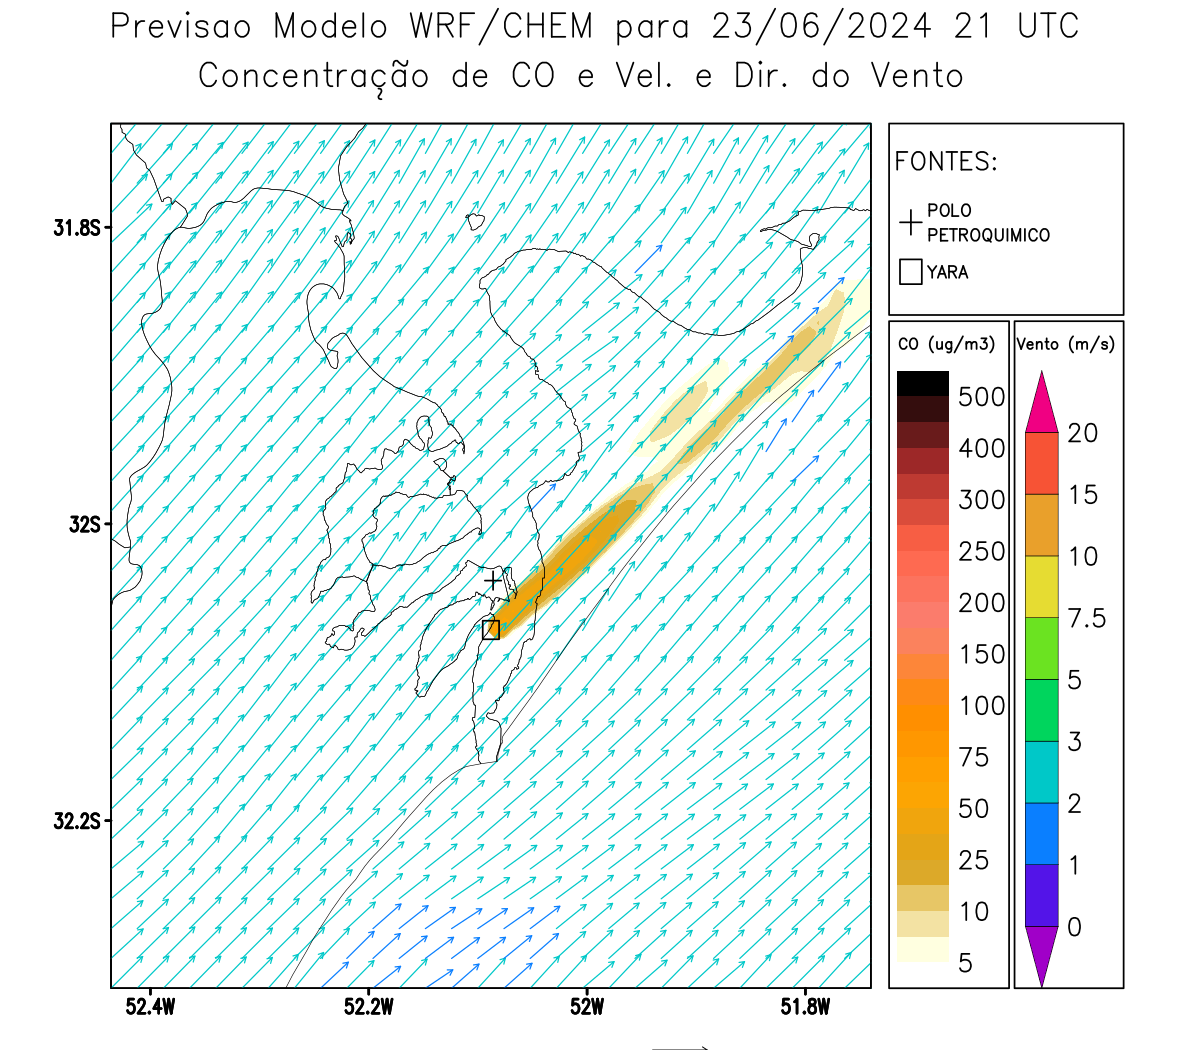 Previsao Modelo WRF/CHEM para 23/06/2024 21 UTC
Concentração de CO e Vel. e Dir. do Vento
FONTES:
POLO
PETROQUIMICO
YARA
31.8S
32S
32.2S
52.4W
52.2W
52W
51.8W
CO (ug/m3)
500
400
300
250
200
150
100
75
50
25
10
5
Vento (m/s)
20
15
10
7.5
5
3
2
1
0